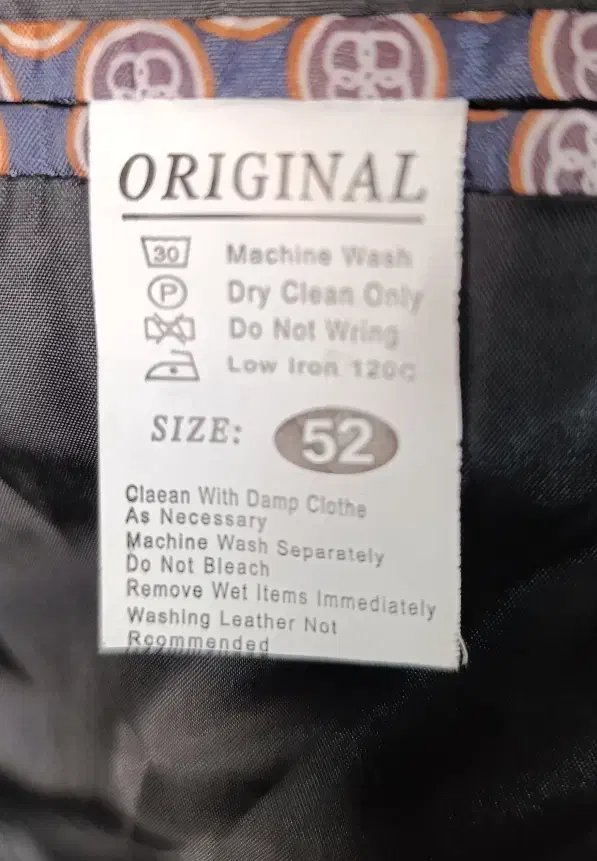 ORIGINAL
30 Machine Wash
P Dry Clean Only
Do Not Wring
Low Iron 120C
SIZE: 52
Claean With Damp Clothe
As Necessary
Machine Wash Separately
Do Not Bleach
Remove Wet Items Immediately
Washing Leather Not
Rcommended